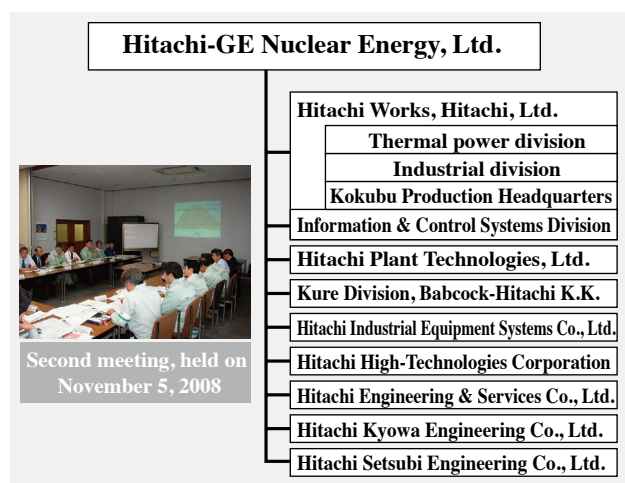 Hitachi-GE Nuclear Energy, Ltd.
Hitachi Works, Hitachi, Ltd.
Thermal power division
Industrial division
Kokubu Production Headquarters
Information & Control Systems Division
Hitachi Plant Technologies, Ltd.
Kure Division, Babcock-Hitachi K.K.
Hitachi Industrial Equipment Systems Co., Ltd.
Hitachi High-Technologies Corporation
Hitachi Engineering & Services Co., Ltd.
Hitachi Kyowa Engineering Co., Ltd.
Hitachi Setsubi Engineering Co., Ltd.
Second meeting, held on
November 5, 2008